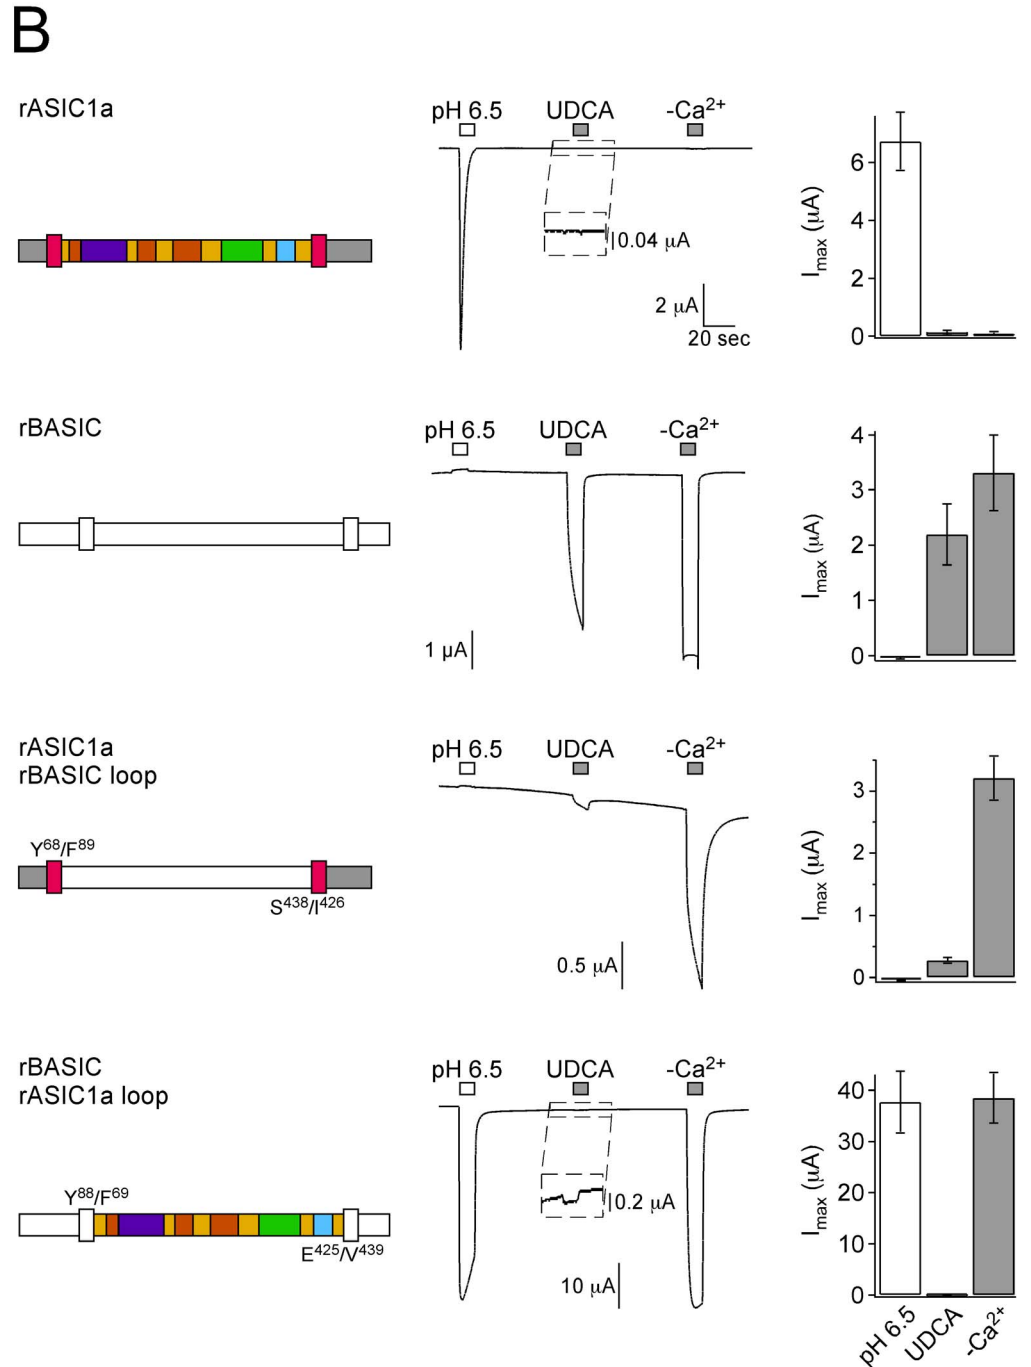 B
rASIC1a
pH 6.5 UDCA -Ca²⁺
0.04 µA
2 µA
20 sec
Imax (µA)
6
4
2
0
rBASIC
pH 6.5 UDCA -Ca²⁺
1 µA
Imax (µA)
4
3
2
1
0
rASIC1a
rBASIC loop
Y⁶⁸/F⁸⁹
S⁴³⁸/I⁴²⁶
pH 6.5 UDCA -Ca²⁺
0.5 µA
Imax (µA)
3
2
1
0
rBASIC
rASIC1a loop
Y⁸⁸/F⁶⁹
E⁴²⁵/V⁴³⁹
pH 6.5 UDCA -Ca²⁺
0.2 µA
10 µA
Imax (µA)
40
30
20
10
0
pH 6.5 UDCA -Ca²⁺